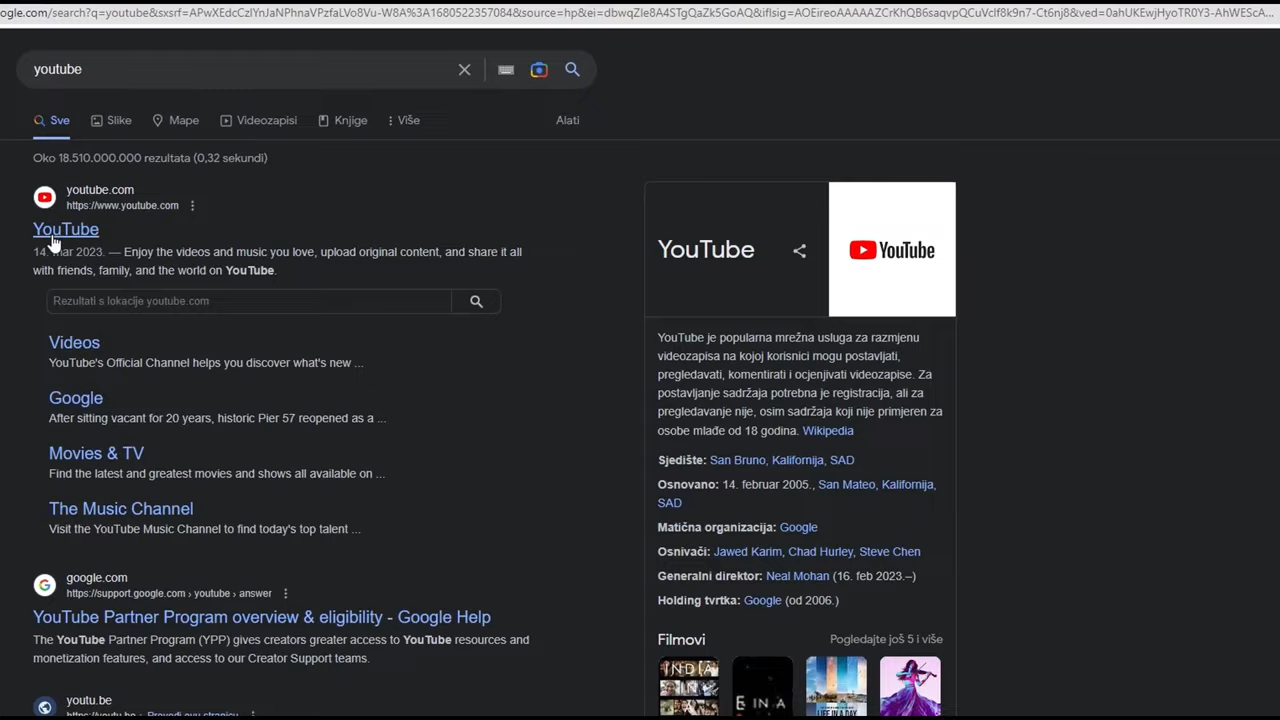 ogle.com/search?q=youtube&sxsrf=APwXEdcCzlYnJaNPhnaVPzfaLVo8Vu-W8A%3A1680522357084&source=hp&ei=dbwqZIe8A4STgQaZk5GoAQ&iflsig=AOEireoAAAAAZCrKhQB6saqvpQCuVclf8k9n7-Ct6nj8&ved=0ahUKEwjHyoTR0Y3-AhWEScA...
youtube
Sve Slike Mape Videozapisi Knjige Više Alati
Oko 18.510.000.000 rezultata (0,32 sekundi)
youtube.com
https://www.youtube.com
YouTube
14. mar 2023. — Enjoy the videos and music you love, upload original content, and share it all
with friends, family, and the world on YouTube.
Rezultati s lokacije youtube.com
Videos
YouTube's Official Channel helps you discover what's new ...
Google
After sitting vacant for 20 years, historic Pier 57 reopened as a ...
Movies & TV
Find the latest and greatest movies and shows all available on ...
The Music Channel
Visit the YouTube Music Channel to find today's top talent ...
google.com
https://support.google.com › youtube › answer
YouTube Partner Program overview & eligibility - Google Help
The YouTube Partner Program (YPP) gives creators greater access to YouTube resources and
monetization features, and access to our Creator Support teams.
youtu.be
https://youtu.be Prevedi ovu stranicu
YouTube
YouTube
YouTube je popularna mrežna usluga za razmjenu
videozapisa na kojoj korisnici mogu postavljati,
pregledavati, komentirati i ocjenjivati videozapise. Za
postavljanje sadržaja potrebna je registracija, ali za
pregledavanje nije, osim sadržaja koji nije primjeren za
osobe mlađe od 18 godina. Wikipedia
Sjedište: San Bruno, Kalifornija, SAD
Osnovano: 14. februar 2005., San Mateo, Kalifornija,
SAD
Matična organizacija: Google
Osnivači: Jawed Karim, Chad Hurley, Steve Chen
Generalni direktor: Neal Mohan (16. feb 2023.–)
Holding tvrtka: Google (od 2006.)
Filmovi Pogledajte još 5 i više
INDIA
E IN A
LIFE IN A DAY